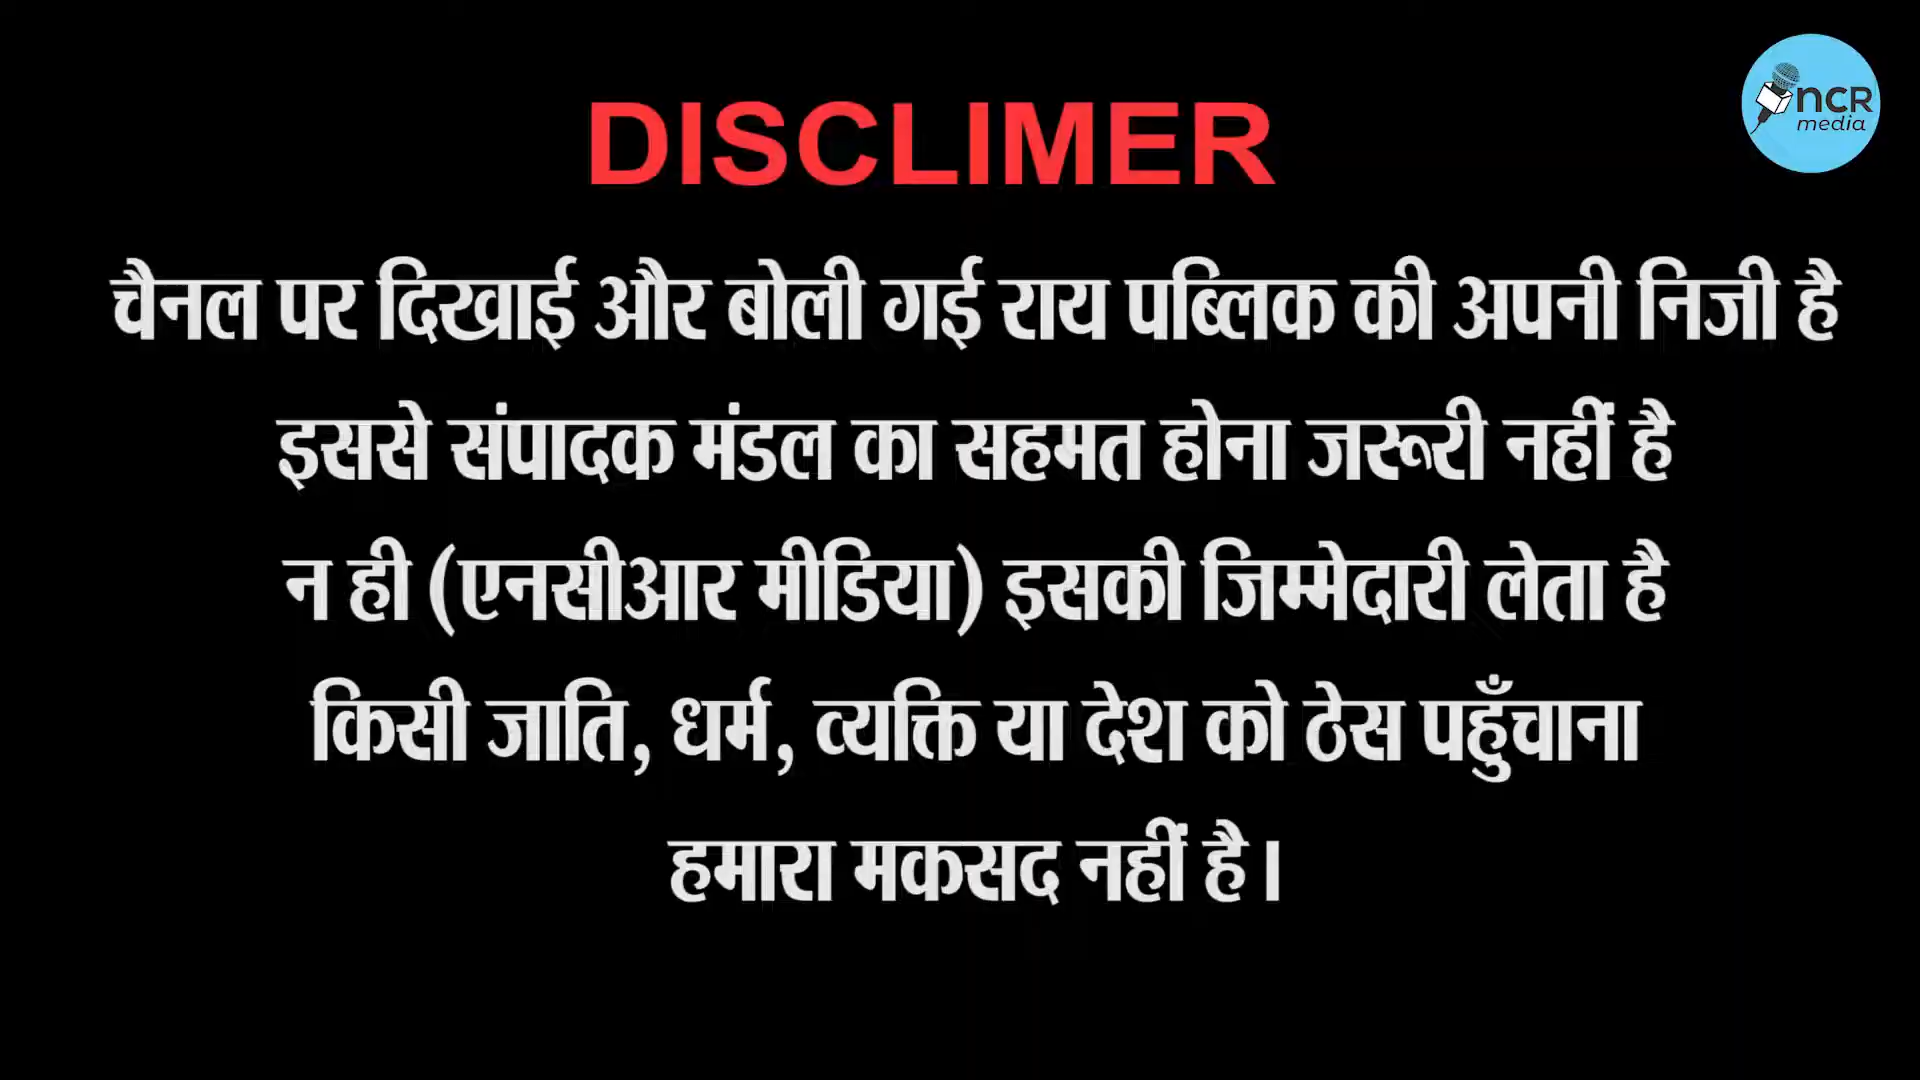 ncr
media
DISCLIMER
चैनल पर दिखाई और बोली गई राय पब्लिक की अपनी निजी है
इससे संपादक मंडल का सहमत होना जरूरी नहीं है
न ही (एनसीआर मीडिया) इसकी जिम्मेदारी लेता है
किसी जाति, धर्म, व्यक्ति या देश को ठेस पहुँचाना
हमारा मकसद नहीं है।